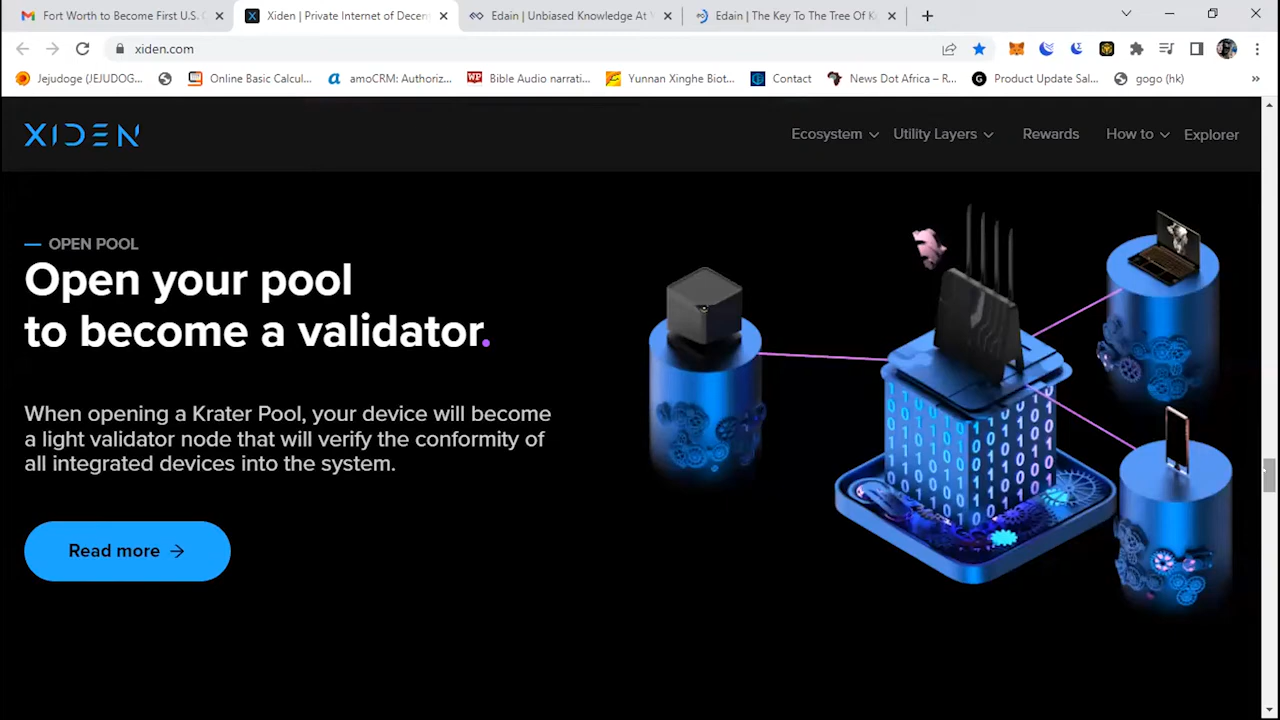 Fort Worth to Become First U.S. C
Xiden | Private Internet of Decen
Edain | Unbiased Knowledge At V
Edain | The Key To The Tree Of K
xiden.com
Jejudoge (JEJUDOG...
Online Basic Calcul...
amoCRM: Authoriz...
WP Bible Audio narrati...
Yunnan Xinghe Biot...
Contact
News Dot Africa – R...
Product Update Sal...
gogo (hk)
XIDEN
Ecosystem
Utility Layers
Rewards
How to
Explorer
OPEN POOL
Open your pool
to become a validator.
When opening a Krater Pool, your device will become
a light validator node that will verify the conformity of
all integrated devices into the system.
Read more →